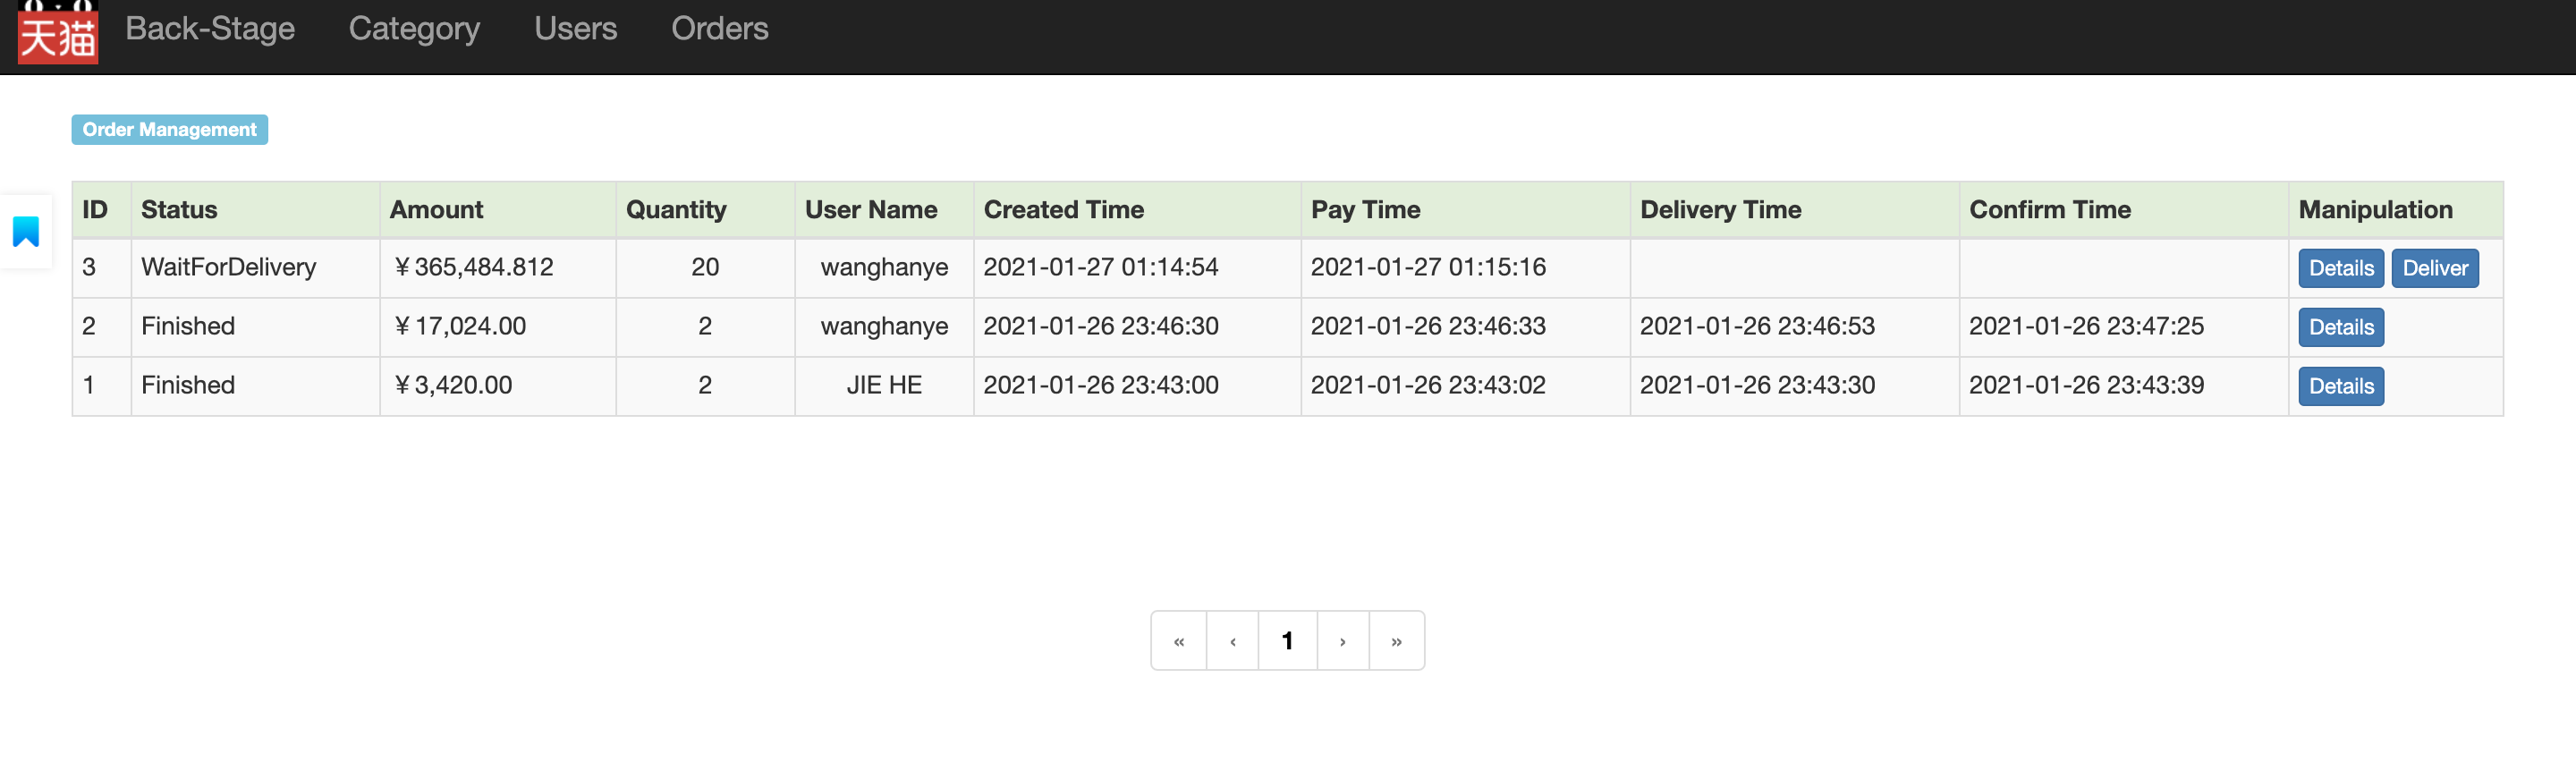 天猫 Back-Stage Category Users Orders
Order Management
ID Status Amount Quantity User Name Created Time Pay Time Delivery Time Confirm Time Manipulation
3 WaitForDelivery ¥365,484.812 20 wanghanye 2021-01-27 01:14:54 2021-01-27 01:15:16 Details Deliver
2 Finished ¥17,024.00 2 wanghanye 2021-01-26 23:46:30 2021-01-26 23:46:33 2021-01-26 23:46:53 2021-01-26 23:47:25 Details
1 Finished ¥3,420.00 2 JIE HE 2021-01-26 23:43:00 2021-01-26 23:43:02 2021-01-26 23:43:30 2021-01-26 23:43:39 Details
« ‹ 1 › »